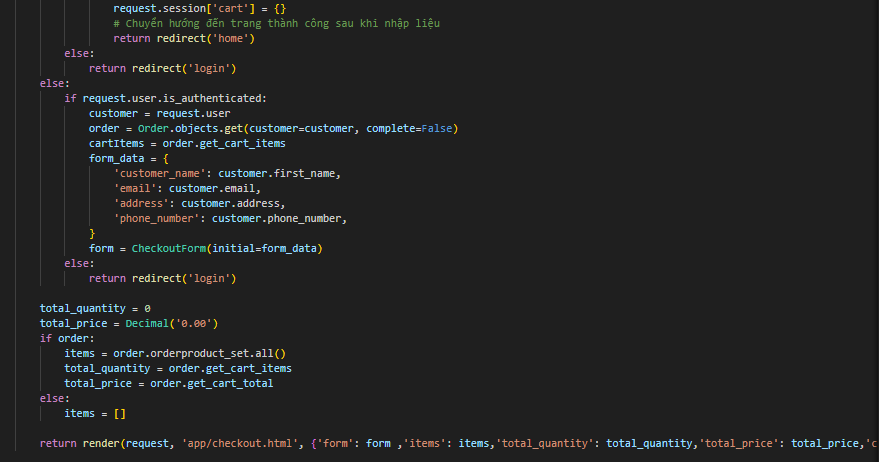 request.session['cart'] = {}
# Chuyển hướng đến trang thành công sau khi nhập liệu
return redirect('home')
else:
return redirect('login')
else:
if request.user.is_authenticated:
customer = request.user
order = Order.objects.get(customer=customer, complete=False)
cartItems = order.get_cart_items
form_data = {
'customer_name': customer.first_name,
'email': customer.email,
'address': customer.address,
'phone_number': customer.phone_number,
}
form = CheckoutForm(initial=form_data)
else:
return redirect('login')
total_quantity = 0
total_price = Decimal('0.00')
if order:
items = order.orderproduct_set.all()
total_quantity = order.get_cart_items
total_price = order.get_cart_total
else:
items = []
return render(request, 'app/checkout.html', {'form': form ,'items': items,'total_quantity': total_quantity,'total_price': total_price,'c